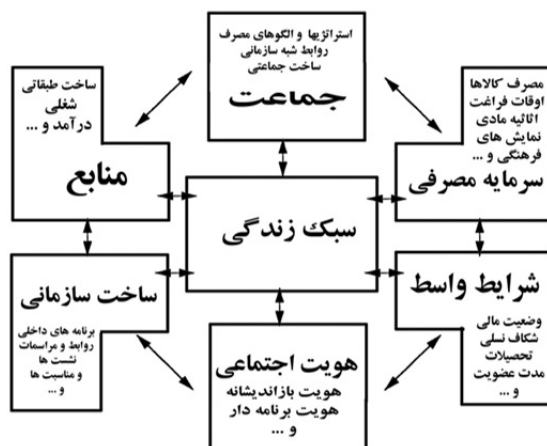 استراتژیها و الگوهای مصرف
روابط شبه سازمانی
ساخت جماعتی
جماعت
مصرف کالاها
اوقات فراغت
اثاثیه مادی
نمایش های
فرهنگی و ...
سرمایه مصرفی
ساخت طبقاتی
شغلی
درآمد و ...
منابع
سبک زندگی
شرایط واسط
وضعیت مالی
شکاف نسلی
تحصیلات
مدت عضویت
و ...
ساخت سازمانی
برنامه های داخلی
روابط و مراسمات
نشست ها
و مناسبت ها
و ...
هویت اجتماعی
هویت بازاندیشانه
هویت برنامه دار
و ...